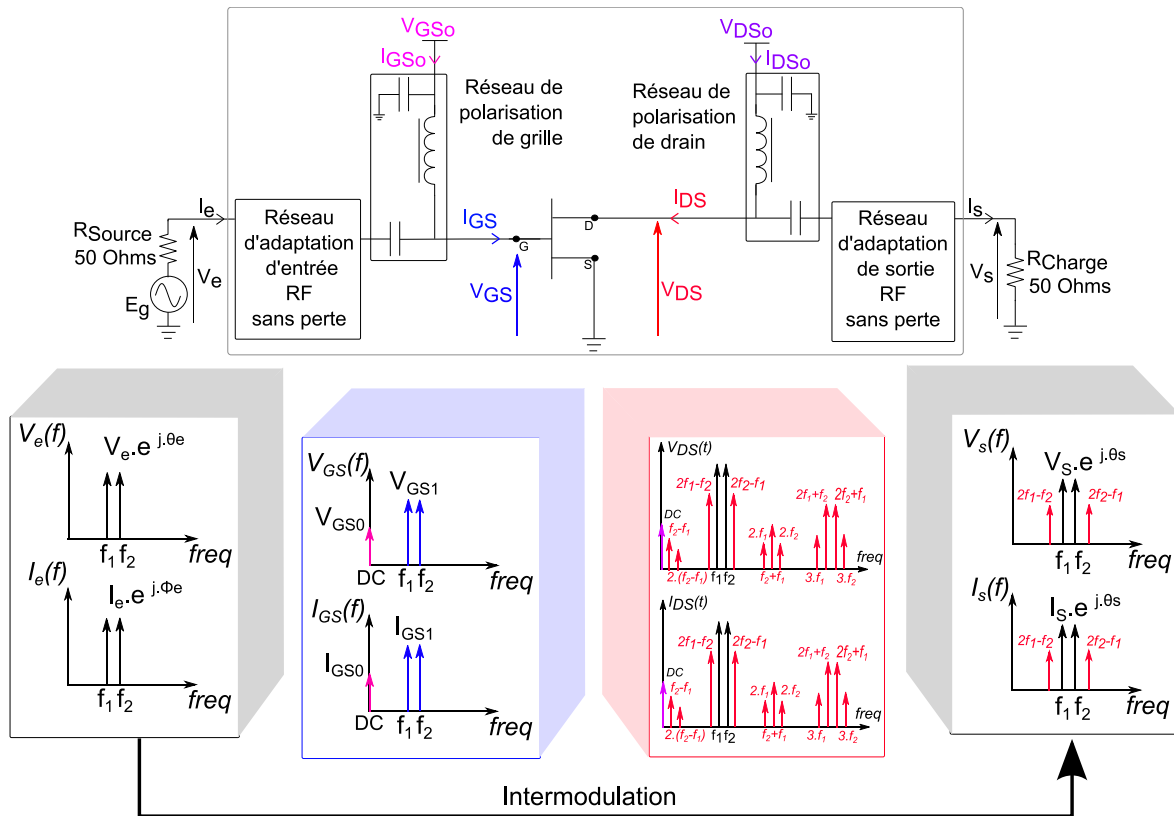 VGSo
IGSo
Réseau de
polarisation
de grille
VDSo
IDSo
Réseau de
polarisation
de drain
Ie
RSource
50 Ohms
Ve
Eg
Réseau
d'adaptation
d'entrée
RF
sans perte
IGS
G
VGS
D
S
IDS
VDS
Réseau
d'adaptation
de sortie
RF
sans perte
Is
Vs
RCharge
50 Ohms
Ve(f)
Ve.e j.θe
f1 f2
freq
Ie(f)
Ie.e j.Φe
f1 f2
freq
VGS(f)
VGS1
VGS0
DC
f1 f2
freq
IGS(f)
IGS1
IGS0
DC
f1 f2
freq
VDS(t)
2f1-f2
2f2-f1
2f1+f2
2f2+f1
DC
f2-f1
2.f1
2.f2
freq
2.(f2-f1)
f1 f2
f2+f1
3.f1
3.f2
IDS(t)
2f1-f2
2f2-f1
2f1+f2
2f2+f1
DC
f2-f1
2.f1
2.f2
freq
2.(f2-f1)
f1 f2
f2+f1
3.f1
3.f2
Vs(f)
VS.e j.θs
2f1-f2
2f2-f1
f1 f2
freq
Is(f)
IS.e j.θs
2f1-f2
2f2-f1
f1 f2
freq
Intermodulation